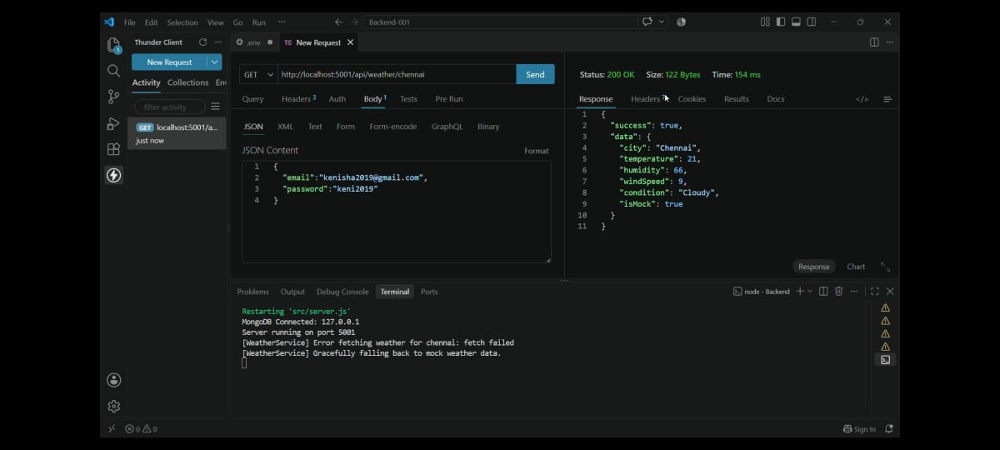 File Edit Selection View Go Run ··· Backend-001
Thunder Client
.env ● TC New Request ×
New Request
Activity Collections En
filter activity
GET localhost:5001/a...
just now
GET http://localhost:5001/api/weather/chennai Send
Query Headers 3 Auth Body 1 Tests Pre Run
JSON XML Text Form Form-encode GraphQL Binary
JSON Content Format
1 {
2 "email":"kenisha2019@gmail.com",
3 "password":"keni2019"
4 }
Status: 200 OK Size: 122 Bytes Time: 154 ms
Response Headers Cookies Results Docs
1 {
2 "success": true,
3 "data": {
4 "city": "Chennai",
5 "temperature": 21,
6 "humidity": 66,
7 "windSpeed": 9,
8 "condition": "Cloudy",
9 "isMock": true
10 }
11 }
Response Chart
Problems Output Debug Console Terminal Ports
node - Backend
Restarting 'src/server.js'
MongoDB Connected: 127.0.0.1
Server running on port 5001
[WeatherService] Error fetching weather for chennai: fetch failed
[WeatherService] Gracefully falling back to mock weather data.
1
0 0
Sign In